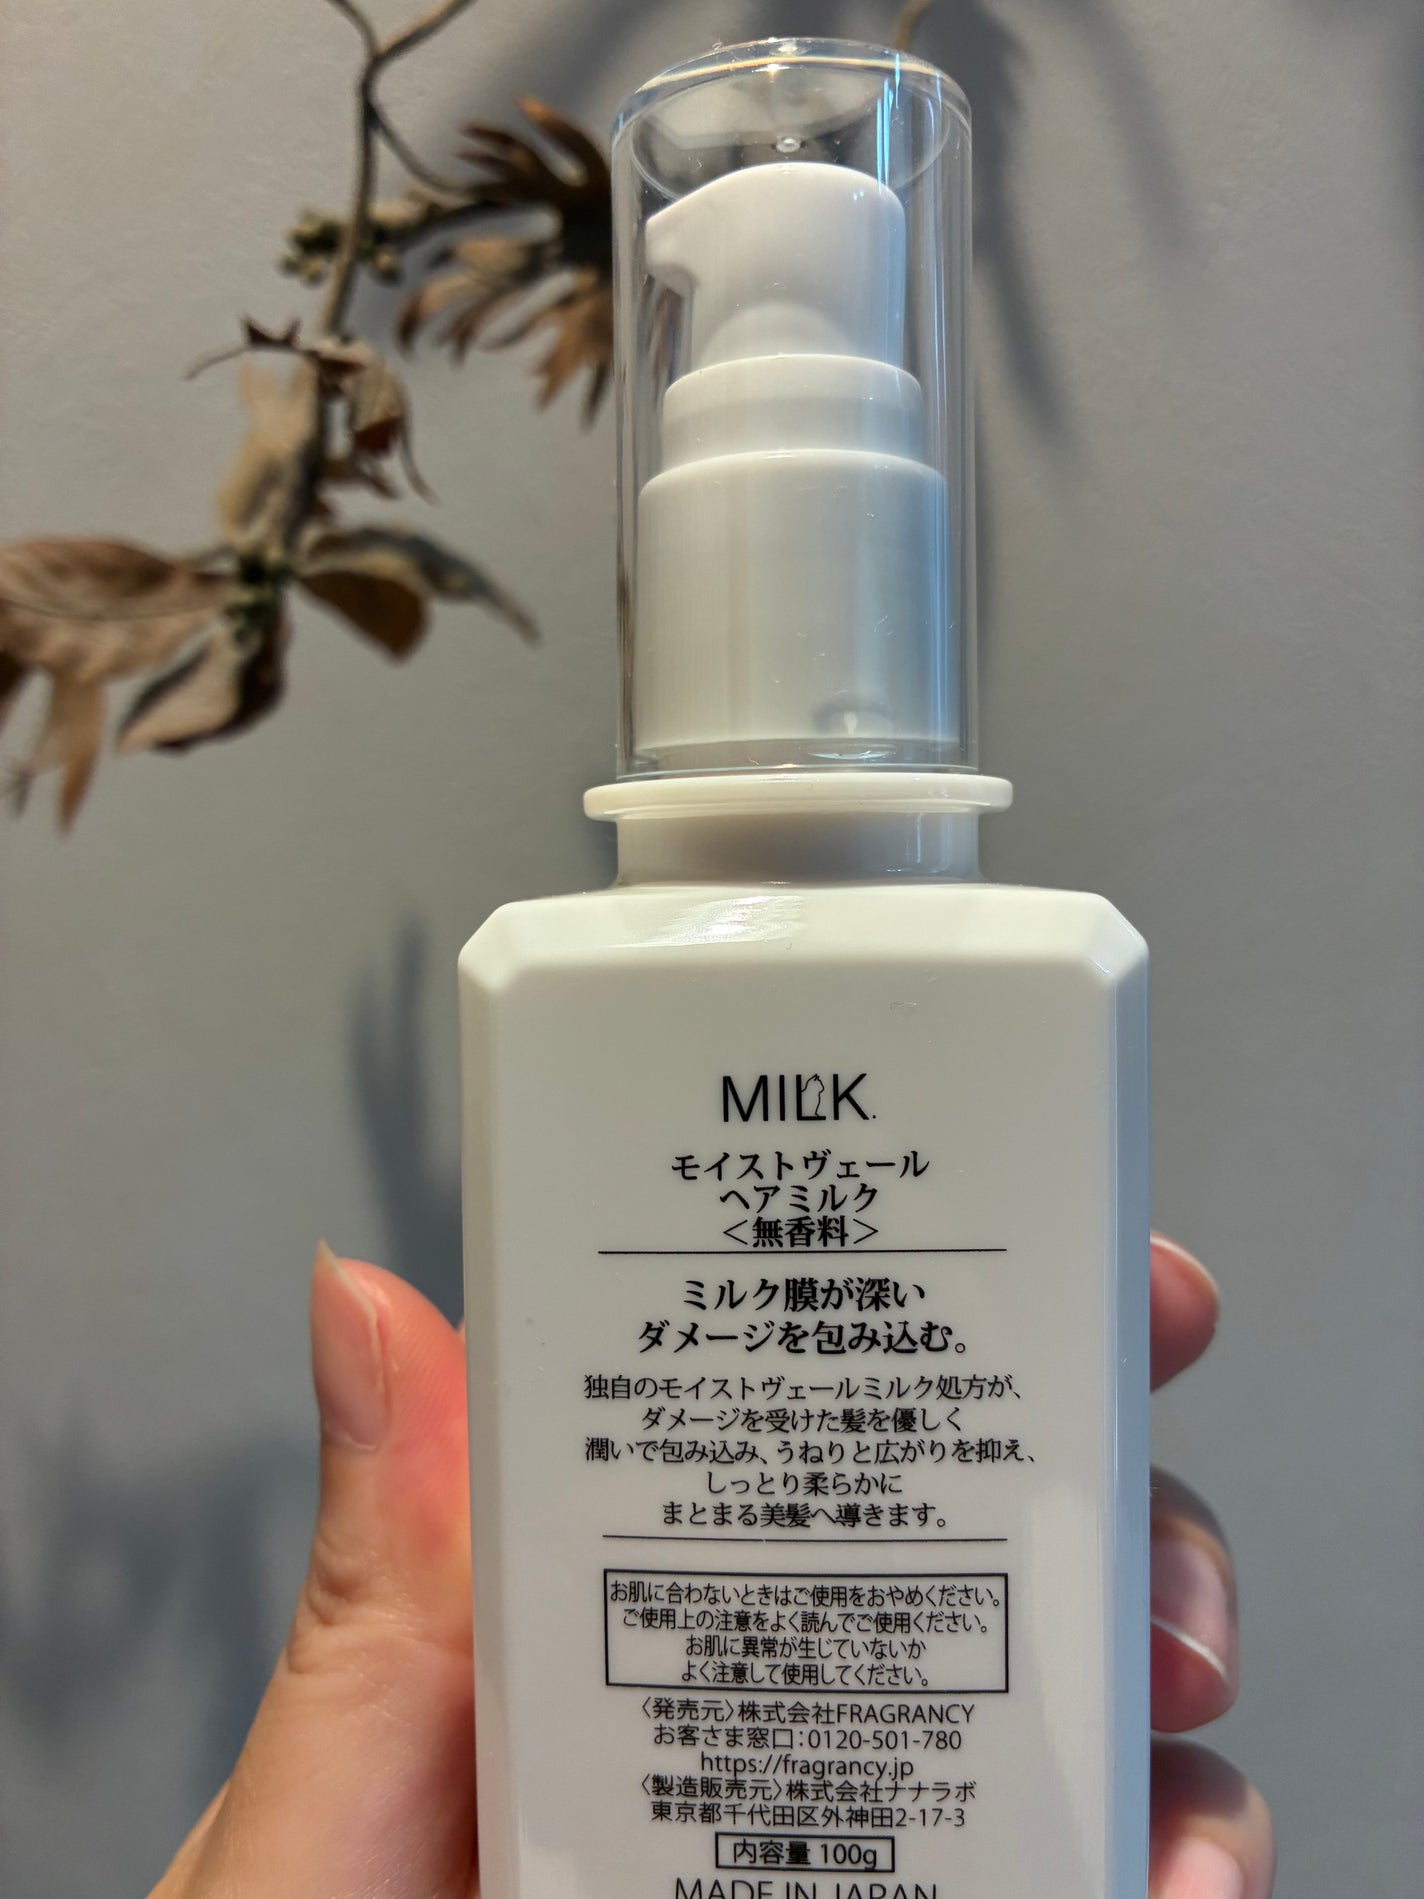 MILK.
モイストヴェール
ヘアミルク
＜無香料＞
ミルク膜が深い
ダメージを包み込む。
独自のモイストヴェールミルク処方が、
ダメージを受けた髪を優しく
潤いで包み込み、うねりと広がりを抑え、
しっとり柔らかに
まとまる美髪へ導きます。
お肌に合わないときはご使用をおやめください。
ご使用上の注意をよく読んでご使用ください。
お肌に異常が生じていないか
よく注意して使用してください。
〈発売元〉株式会社FRAGRANCY
お客さま窓口：0120-501-780
https://fragrancy.jp
〈製造販売元〉株式会社ナナラボ
東京都千代田区外神田2-17-3
内容量 100g
MADE IN JAPAN